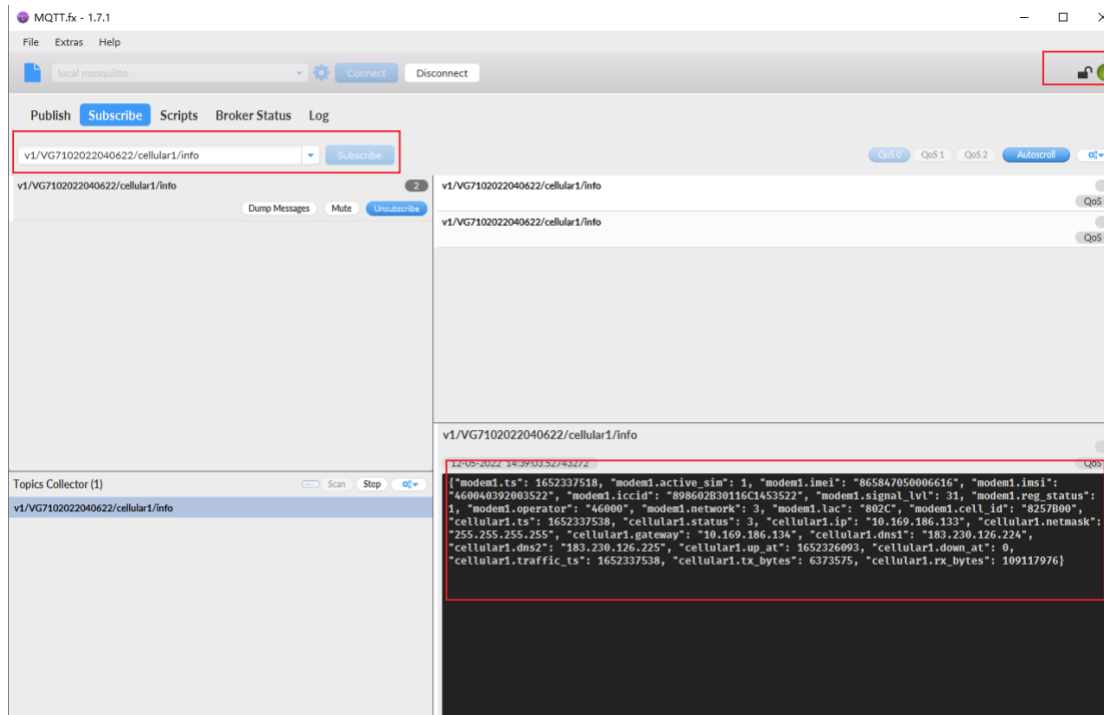 MQTT.fx - 1.7.1
File Extras Help
local mosquitto Connect Disconnect
Publish Subscribe Scripts Broker Status Log
v1/VG7102022040622/cellular1/info Subscribe QoS 0 QoS 1 QoS 2 Autoscroll
v1/VG7102022040622/cellular1/info 2
Dump Messages Mute Unsubscribe
v1/VG7102022040622/cellular1/info
QoS
v1/VG7102022040622/cellular1/info
QoS
v1/VG7102022040622/cellular1/info
12-05-2022 14:39:03.52743272 QoS
{"modem1.ts": 1652337518, "modem1.active_sim": 1, "modem1.imei": "865847050006616", "modem1.imsi":
"460040392003522", "modem1.iccid": "898602B30116C1453522", "modem1.signal_lvl": 31, "modem1.reg_status":
1, "modem1.operator": "46000", "modem1.network": 3, "modem1.lac": "802C", "modem1.cell_id": "8257B00",
"cellular1.ts": 1652337538, "cellular1.status": 3, "cellular1.ip": "10.169.186.133", "cellular1.netmask":
"255.255.255.255", "cellular1.gateway": "10.169.186.134", "cellular1.dns1": "183.230.126.224",
"cellular1.dns2": "183.230.126.225", "cellular1.up_at": 1652326093, "cellular1.down_at": 0,
"cellular1.traffic_ts": 1652337538, "cellular1.tx_bytes": 6373575, "cellular1.rx_bytes": 109117976}
Topics Collector (1) Scan Stop
v1/VG7102022040622/cellular1/info